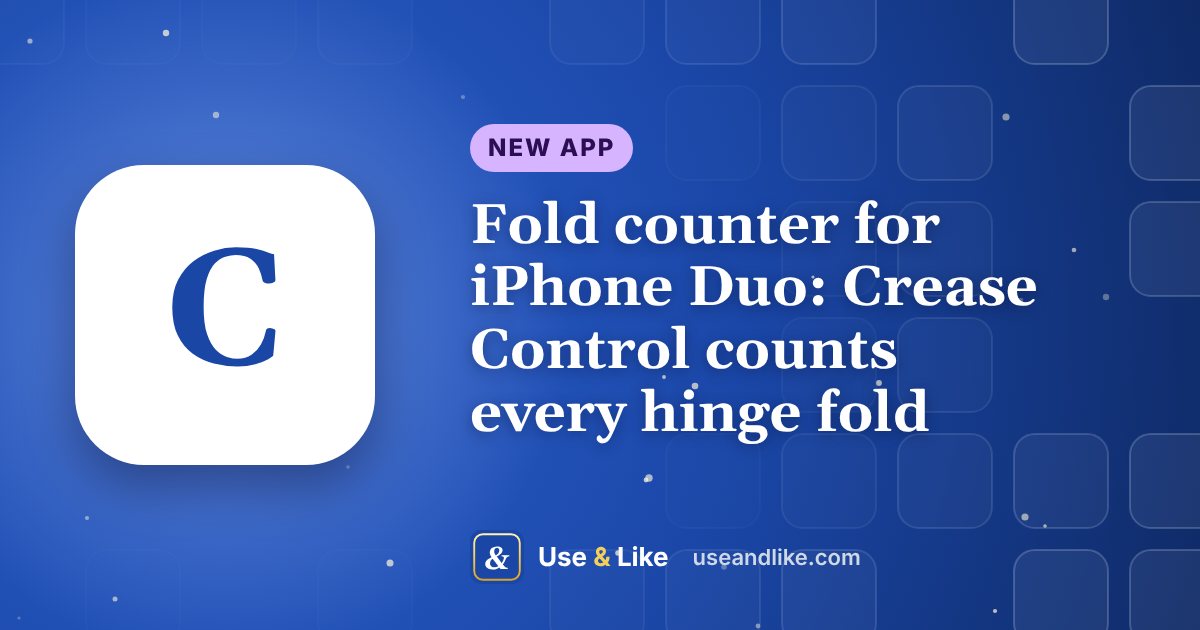 C
NEW APP
Fold counter for
iPhone Duo: Crease
Control counts
every hinge fold
& Use & Like useandlike.com